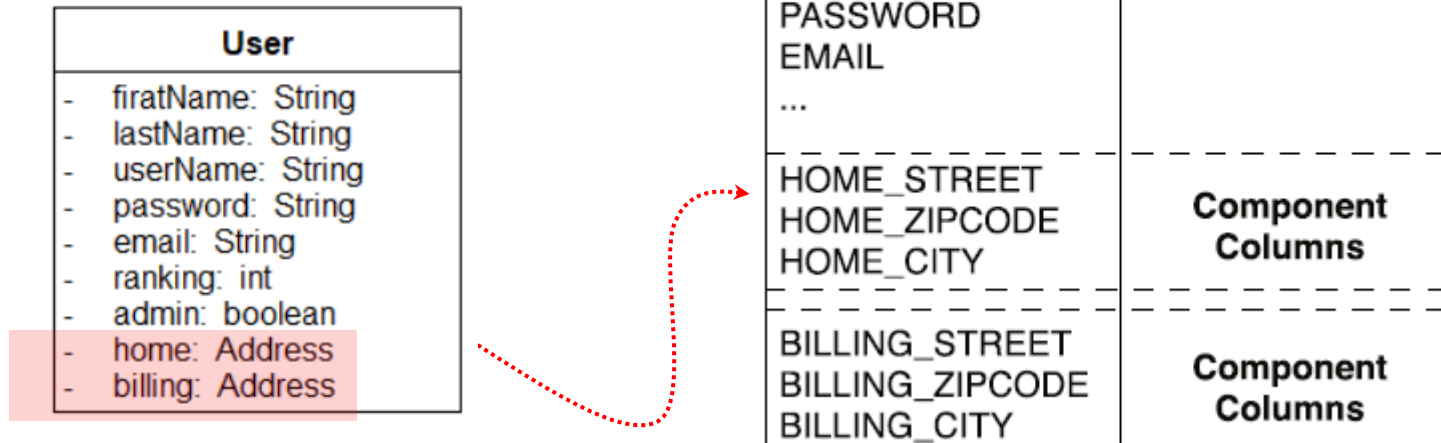 User
- firatName: String
- lastName: String
- userName: String
- password: String
- email: String
- ranking: int
- admin: boolean
- home: Address
- billing: Address
PASSWORD
EMAIL
...
HOME_STREET
HOME_ZIPCODE
HOME_CITY
Component
Columns
BILLING_STREET
BILLING_ZIPCODE
BILLING_CITY
Component
Columns